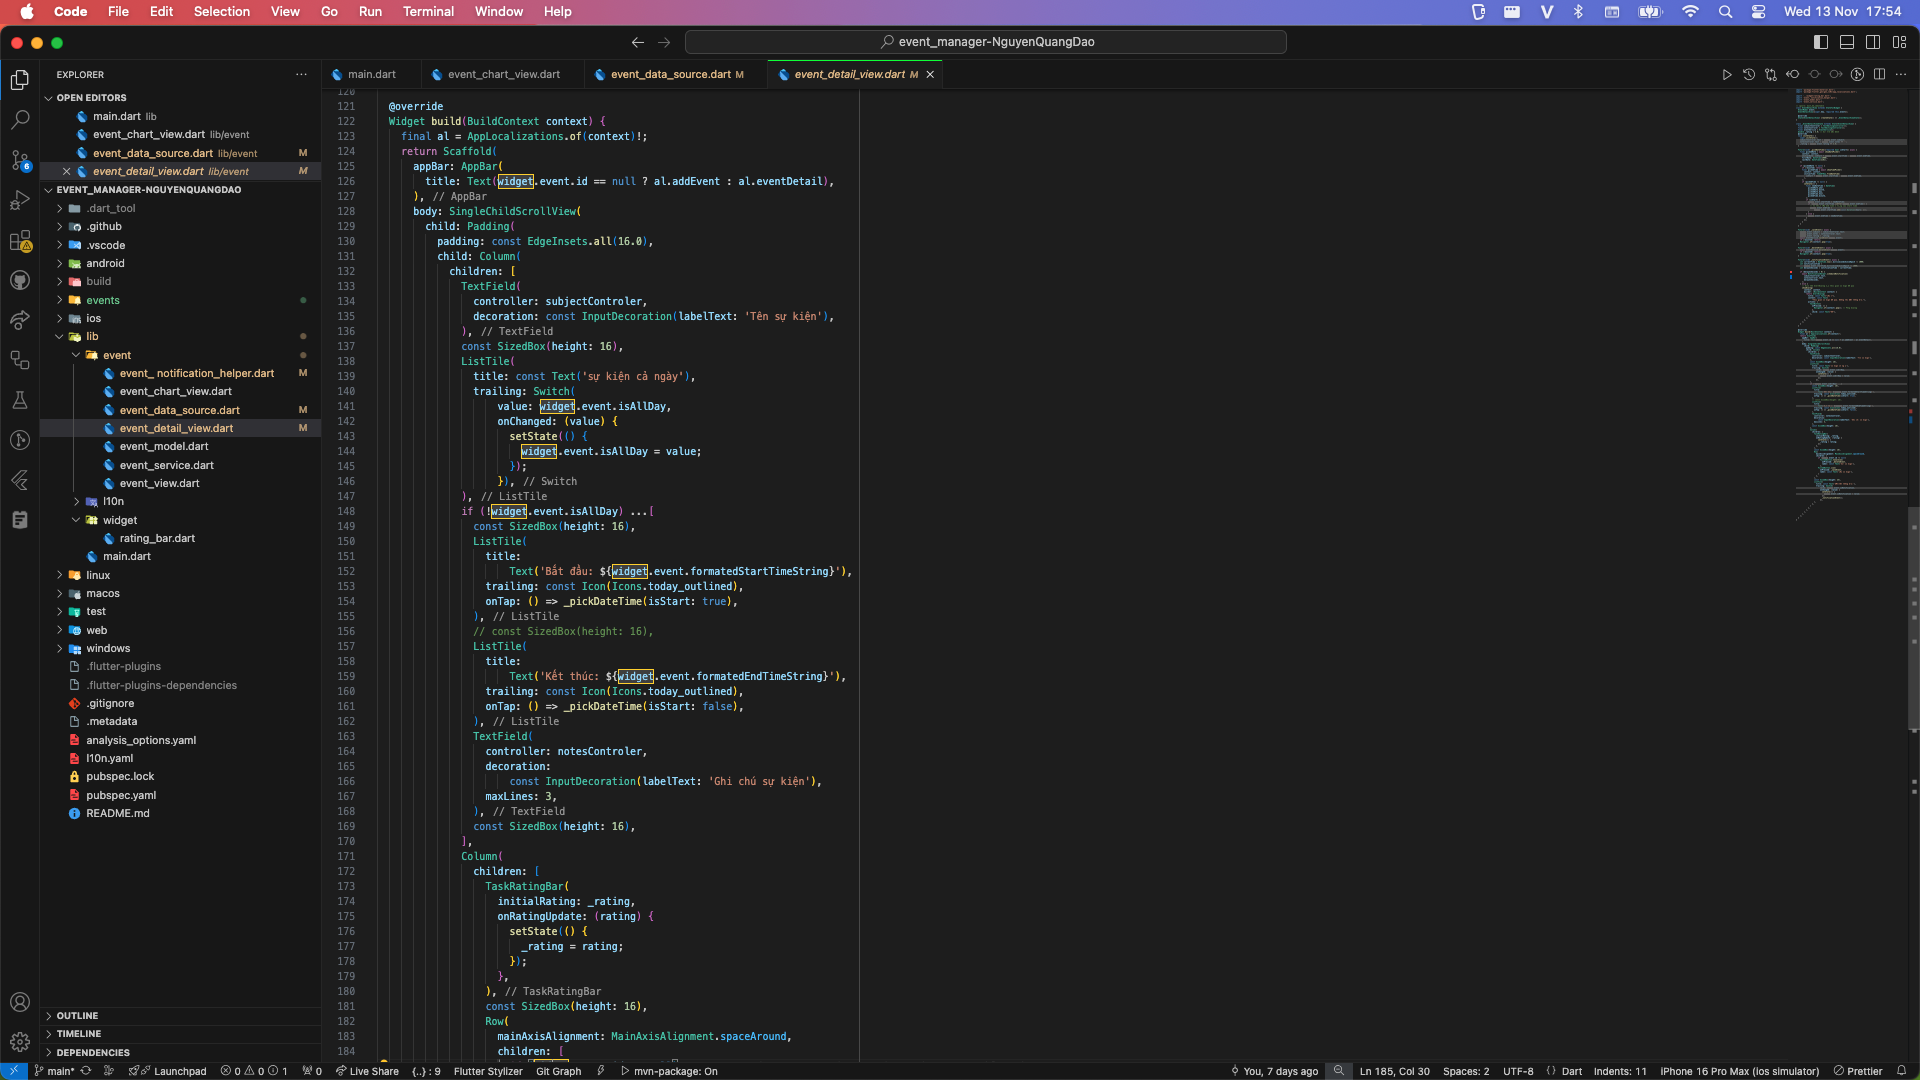 Code File Edit Selection View Go Run Terminal Window Help
Wed 13 Nov 17:54
event_manager-NguyenQuangDao
EXPLORER
main.dart
event_chart_view.dart
event_data_source.dart M
event_detail_view.dart M
OPEN EDITORS
main.dart lib
event_chart_view.dart lib/event
event_data_source.dart lib/event M
event_detail_view.dart lib/event M
EVENT_MANAGER-NGUYENQUANGDAO
.dart_tool
.github
.vscode
android
build
events
ios
lib
event
event_ notification_helper.dart M
event_chart_view.dart
event_data_source.dart M
event_detail_view.dart M
event_model.dart
event_service.dart
event_view.dart
l10n
widget
rating_bar.dart
main.dart
linux
macos
test
web
windows
.flutter-plugins
.flutter-plugins-dependencies
.gitignore
.metadata
analysis_options.yaml
l10n.yaml
pubspec.lock
pubspec.yaml
README.md
OUTLINE
TIMELINE
DEPENDENCIES
6
120
121 @override
122 Widget build(BuildContext context) {
123 final al = AppLocalizations.of(context)!;
124 return Scaffold(
125 appBar: AppBar(
126 title: Text(widget.event.id == null ? al.addEvent : al.eventDetail),
127 ), // AppBar
128 body: SingleChildScrollView(
129 child: Padding(
130 padding: const EdgeInsets.all(16.0),
131 child: Column(
132 children: [
133 TextField(
134 controller: subjectControler,
135 decoration: const InputDecoration(labelText: 'Tên sự kiện'),
136 ), // TextField
137 const SizedBox(height: 16),
138 ListTile(
139 title: const Text('sự kiện cả ngày'),
140 trailing: Switch(
141 value: widget.event.isAllDay,
142 onChanged: (value) {
143 setState(() {
144 widget.event.isAllDay = value;
145 });
146 }), // Switch
147 ), // ListTile
148 if (!widget.event.isAllDay) ...[
149 const SizedBox(height: 16),
150 ListTile(
151 title:
152 Text('Bắt đầu: ${widget.event.formatedStartTimeString}'),
153 trailing: const Icon(Icons.today_outlined),
154 onTap: () => _pickDateTime(isStart: true),
155 ), // ListTile
156 // const SizedBox(height: 16),
157 ListTile(
158 title:
159 Text('Kết thúc: ${widget.event.formatedEndTimeString}'),
160 trailing: const Icon(Icons.today_outlined),
161 onTap: () => _pickDateTime(isStart: false),
162 ), // ListTile
163 TextField(
164 controller: notesControler,
165 decoration:
166 const InputDecoration(labelText: 'Ghi chú sự kiện'),
167 maxLines: 3,
168 ), // TextField
169 const SizedBox(height: 16),
170 ],
171 Column(
172 children: [
173 TaskRatingBar(
174 initialRating: _rating,
175 onRatingUpdate: (rating) {
176 setState(() {
177 _rating = rating;
178 });
179 },
180 ), // TaskRatingBar
181 const SizedBox(height: 16),
182 Row(
183 mainAxisAlignment: MainAxisAlignment.spaceAround,
184 children: [
main* Launchpad 0 0 1 0 Live Share {..} : 9 Flutter Stylizer Git Graph mvn-package: On
You, 7 days ago Ln 185, Col 30 Spaces: 2 UTF-8 Dart Indents: 11 iPhone 16 Pro Max (ios simulator) Prettier